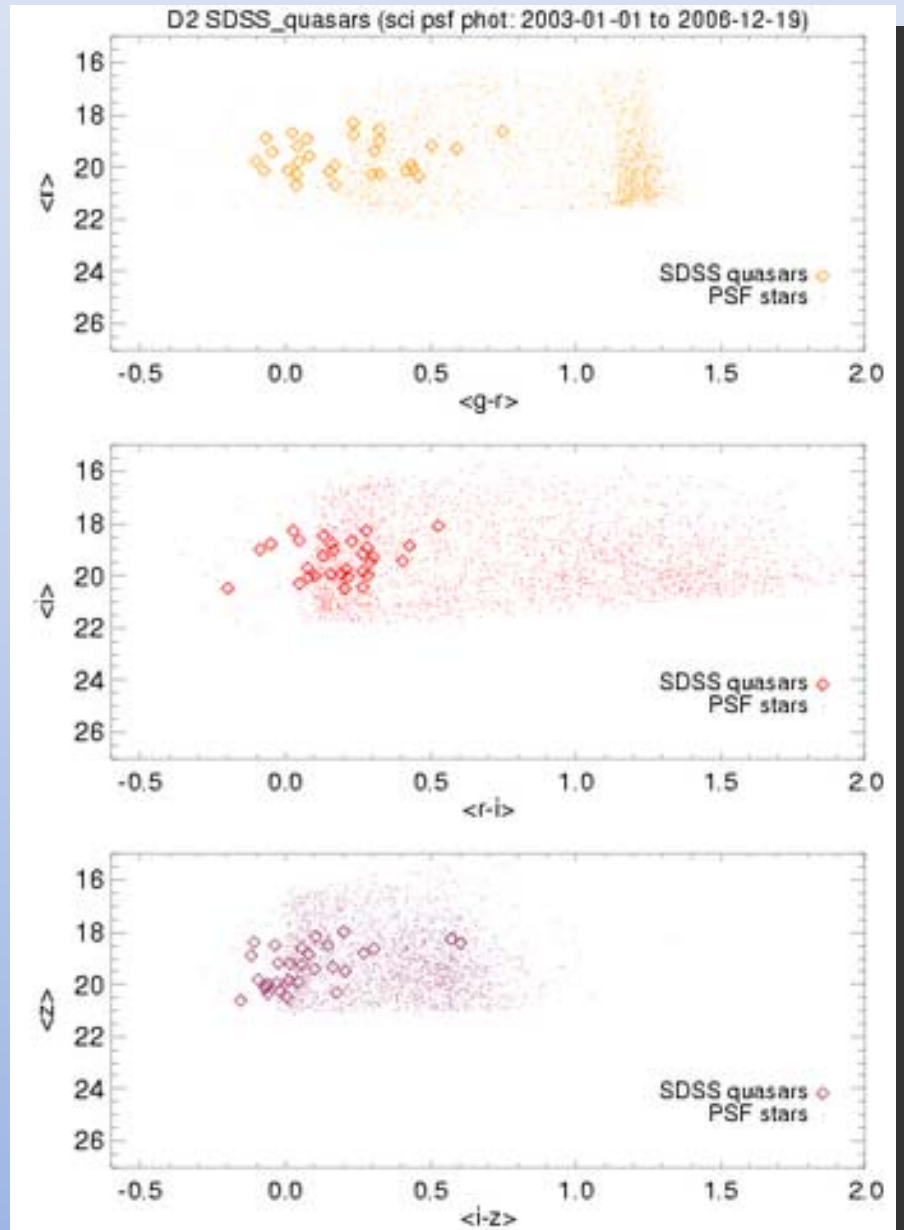 D2 SDSS_quasars (sci psf phot: 2003-01-01 to 2006-12-19)
16
18
20
22
24
26
<r>
SDSS quasars
PSF stars
-0.5 0.0 0.5 1.0 1.5 2.0
<g-r>
16
18
20
22
24
26
<i>
SDSS quasars
PSF stars
-0.5 0.0 0.5 1.0 1.5 2.0
<r-i>
16
18
20
22
24
26
<z>
SDSS quasars
PSF stars
-0.5 0.0 0.5 1.0 1.5 2.0
<i-z>